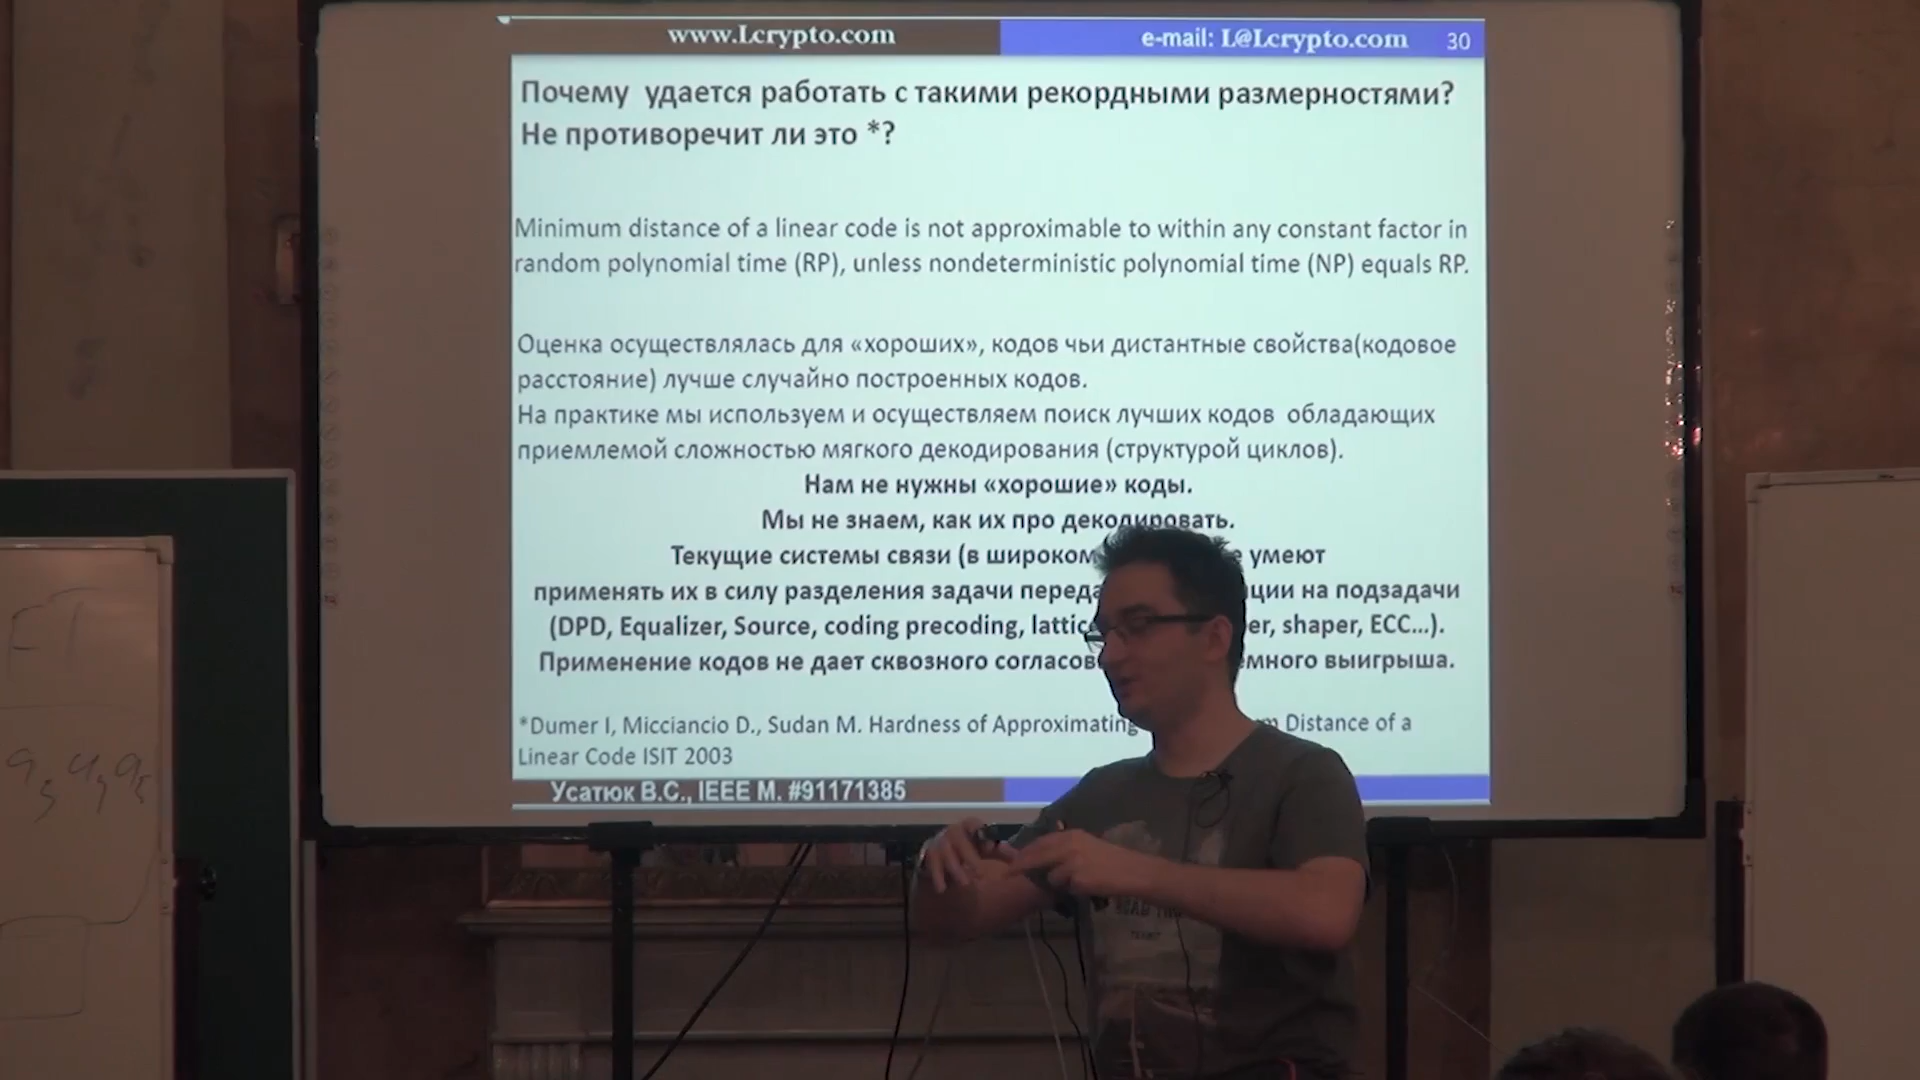 www.Lcrypto.com e-mail: L@Lcrypto.com 30
Почему удается работать с такими рекордными размерностями?
Не противоречит ли это *?
Minimum distance of a linear code is not approximable to within any constant factor in
random polynomial time (RP), unless nondeterministic polynomial time (NP) equals RP.
Оценка осуществлялась для «хороших», кодов чьи дистантные свойства(кодовое
расстояние) лучше случайно построенных кодов.
На практике мы используем и осуществляем поиск лучших кодов обладающих
приемлемой сложностью мягкого декодирования (структурой циклов).
Нам не нужны «хорошие» коды.
Мы не знаем, как их про декодировать.
Текущие системы связи (в широком умеют
применять их в силу разделения задачи на подзадачи
(DPD, Equalizer, Source, coding precoding, shaper, ECC...).
Применение кодов не дает сквозного выигрыша.
*Dumer I, Micciancio D., Sudan M. Hardness of Approximating Distance of a
Linear Code ISIT 2003
Усатюк В.С., IEEE M. #91171385